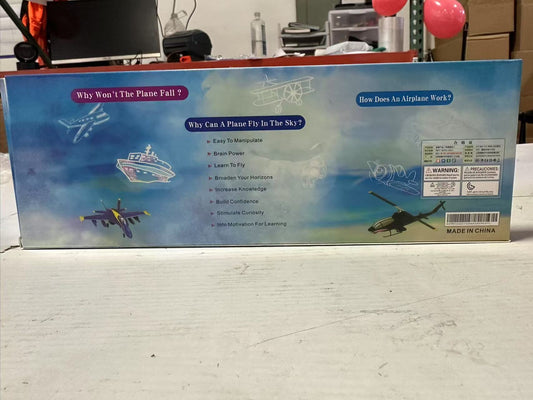 Why Won't The Plane Fall ?
How Does An Airplane Work?
Why Can A Plane Fly In The Sky?
Easy To Manipulate
Brain Power
Learn To Fly
Broaden Your Horizons
Increase Knowledge
Build Confidence
Stimulate Curiosity
Into Motivation For Learning
WARNING:
PRECAUCIONES:
MADE IN CHINA